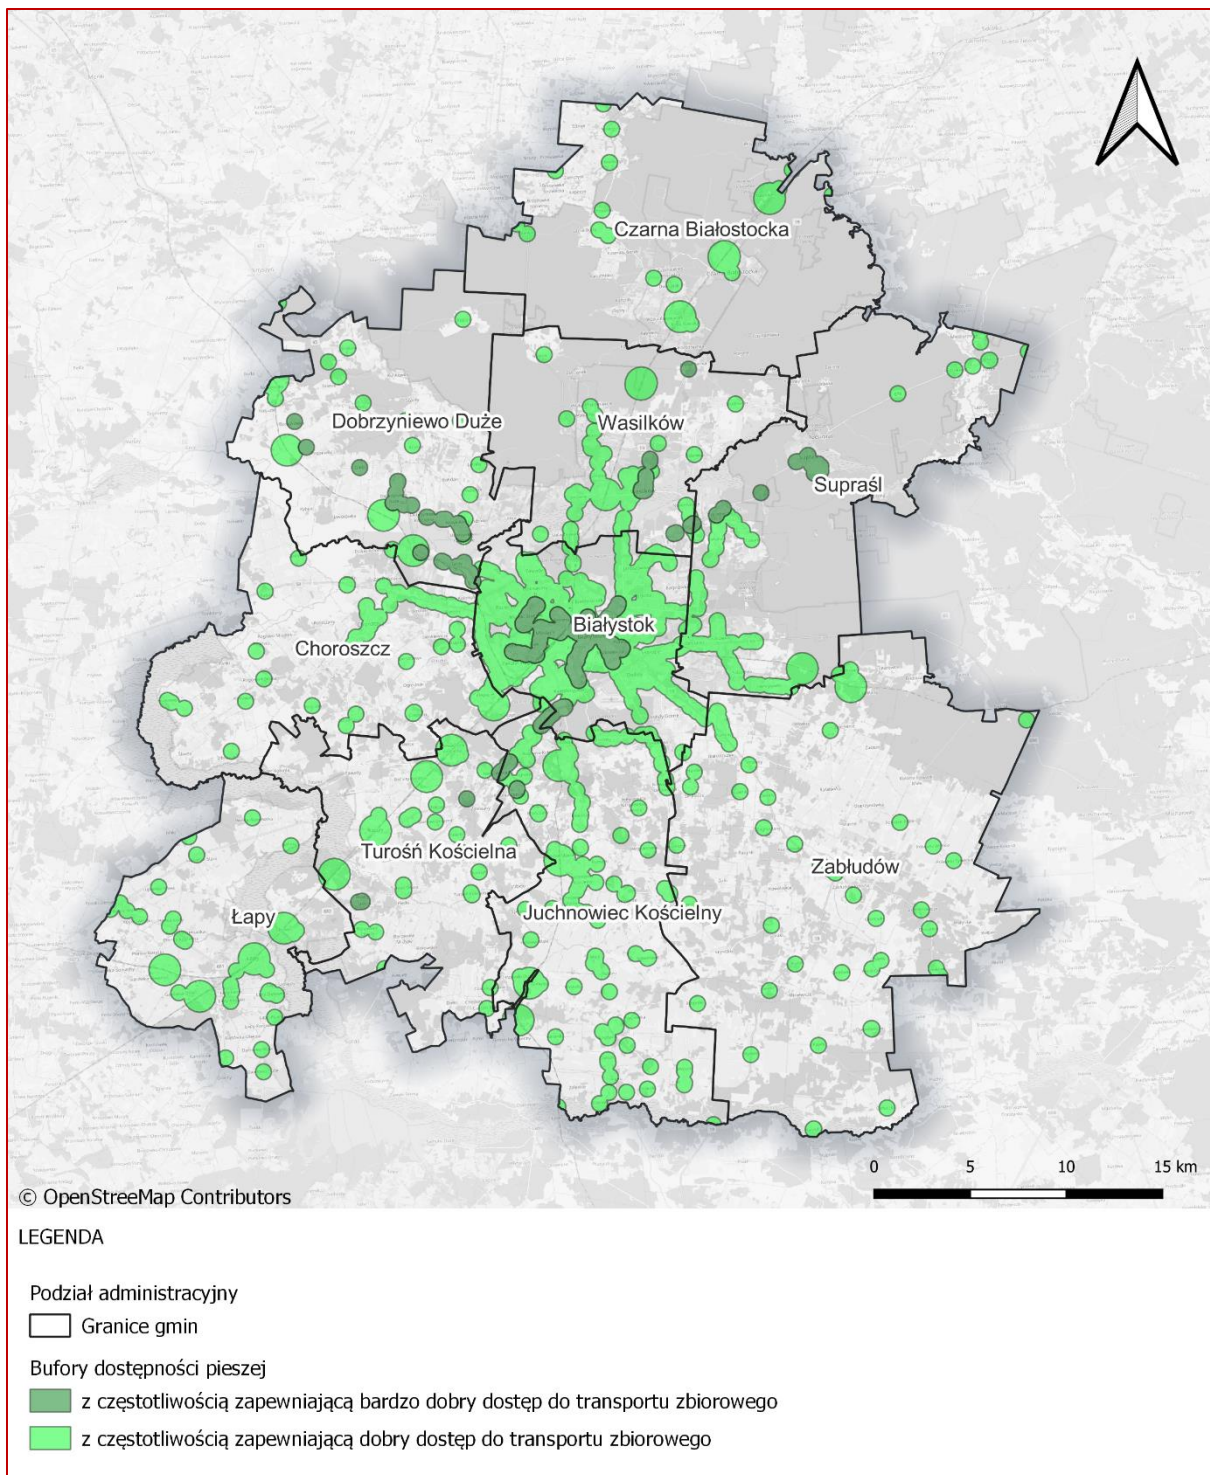 Czarna Białostocka
Dobrzyniewo Duże
Wasilków
Supraśl
Białystok
Choroszcz
Turośń Kościelna
Zabłudów
Łapy
Juchnowiec Kościelny
0 5 10 15 km
© OpenStreetMap Contributors
LEGENDA
Podział administracyjny
Granice gmin
Bufory dostępności pieszej
z częstotliwością zapewniającą bardzo dobry dostęp do transportu zbiorowego
z częstotliwością zapewniającą dobry dostęp do transportu zbiorowego